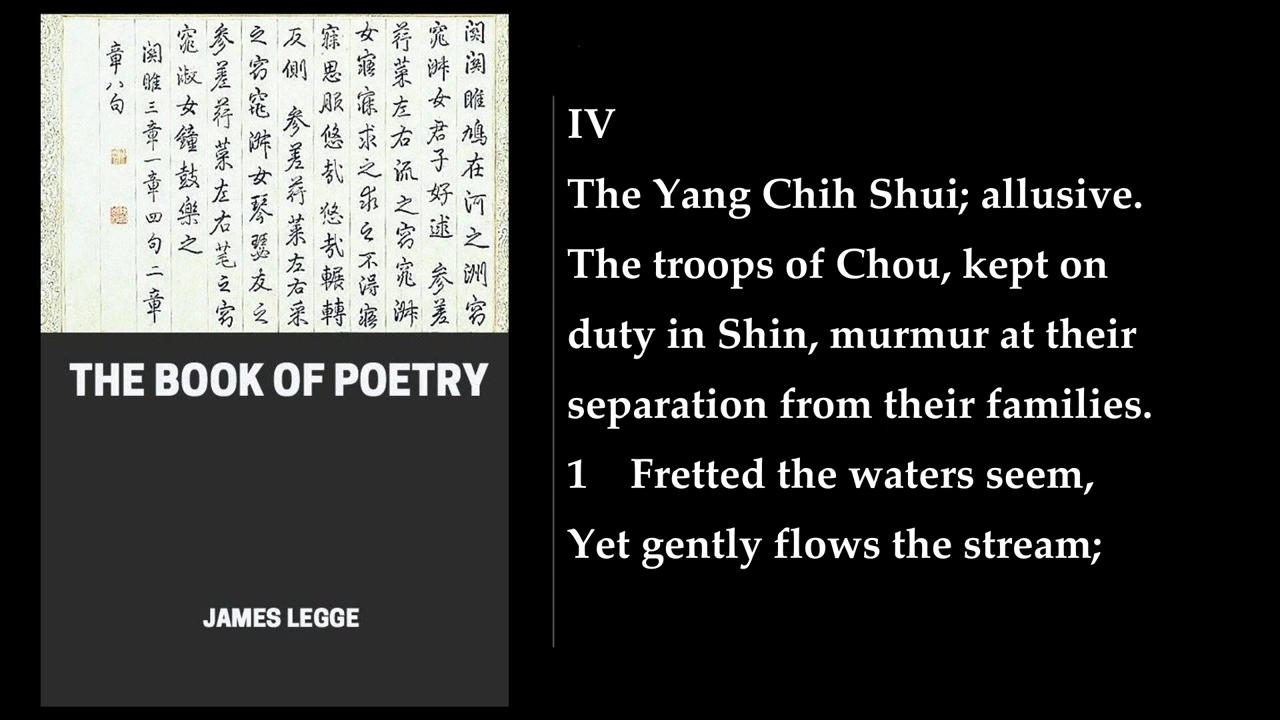 関関雎鳩在河之洲窈
窕淑女君子好逑 參差
荇菜左右流之窈窕淑
女寤寐求之求之不得寤
寐思服悠哉悠哉輾轉
反側 參差荇菜左右采
之窈窕淑女琴瑟友之
參差荇菜左右芼之窈
窕淑女鐘鼓樂之
関雎三章一章四句二章
章八句
THE BOOK OF POETRY
JAMES LEGGE
IV
The Yang Chih Shui; allusive.
The troops of Chou, kept on
duty in Shin, murmur at their
separation from their families.
1 Fretted the waters seem,
Yet gently flows the stream;